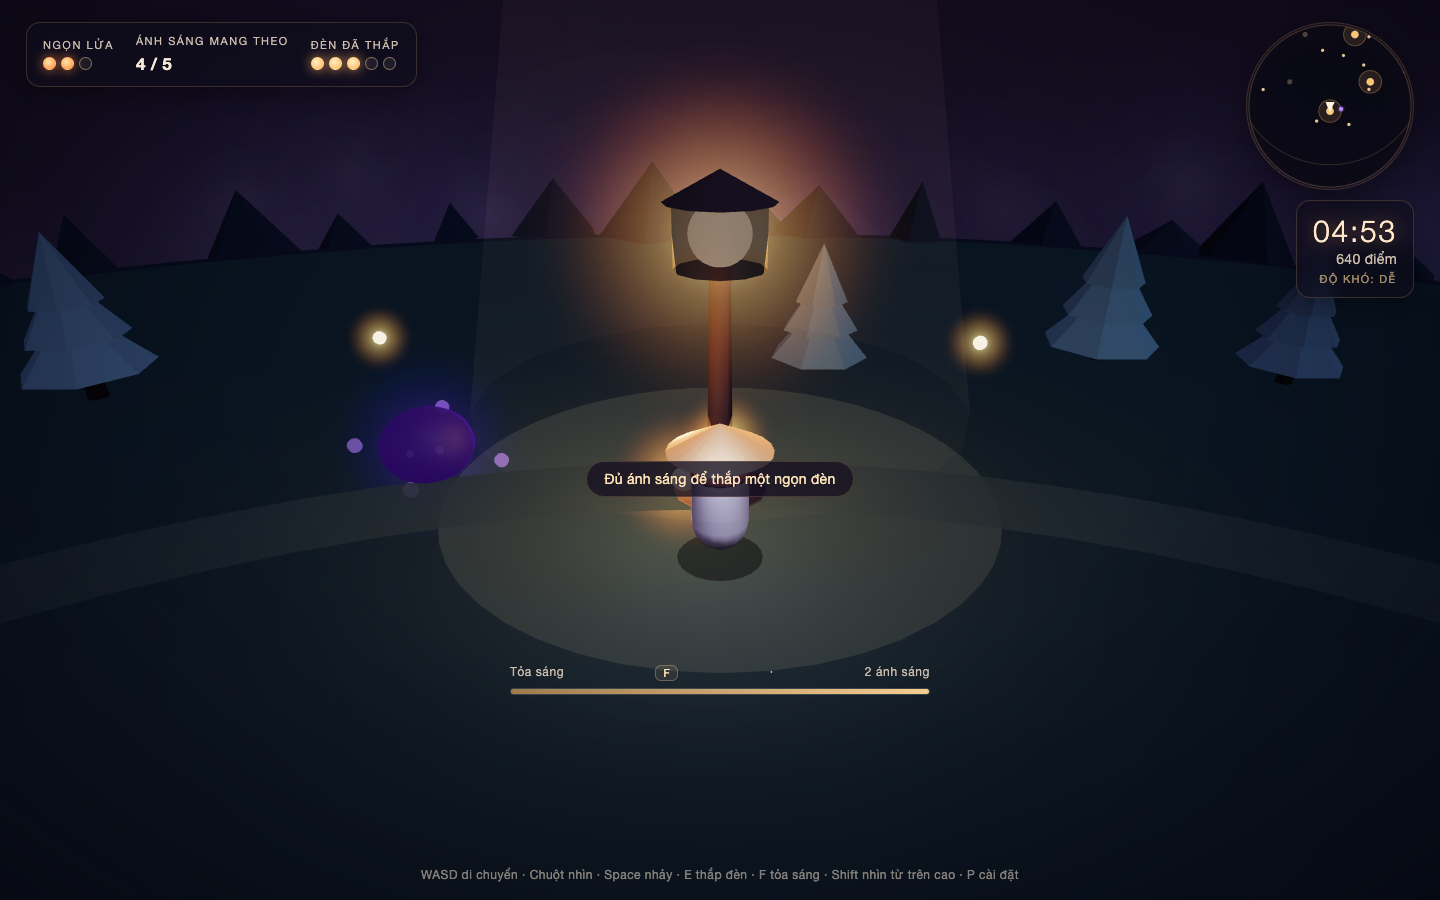 NGỌN LỬA
ÁNH SÁNG MANG THEO
4 / 5
ĐÈN ĐÃ THẮP
04:53
640 điểm
ĐỘ KHÓ: DỄ
Đủ ánh sáng để thắp một ngọn đèn
Tỏa sáng F · 2 ánh sáng
WASD di chuyển · Chuột nhìn · Space nhảy · E thắp đèn · F tỏa sáng · Shift nhìn từ trên cao · P cài đặt